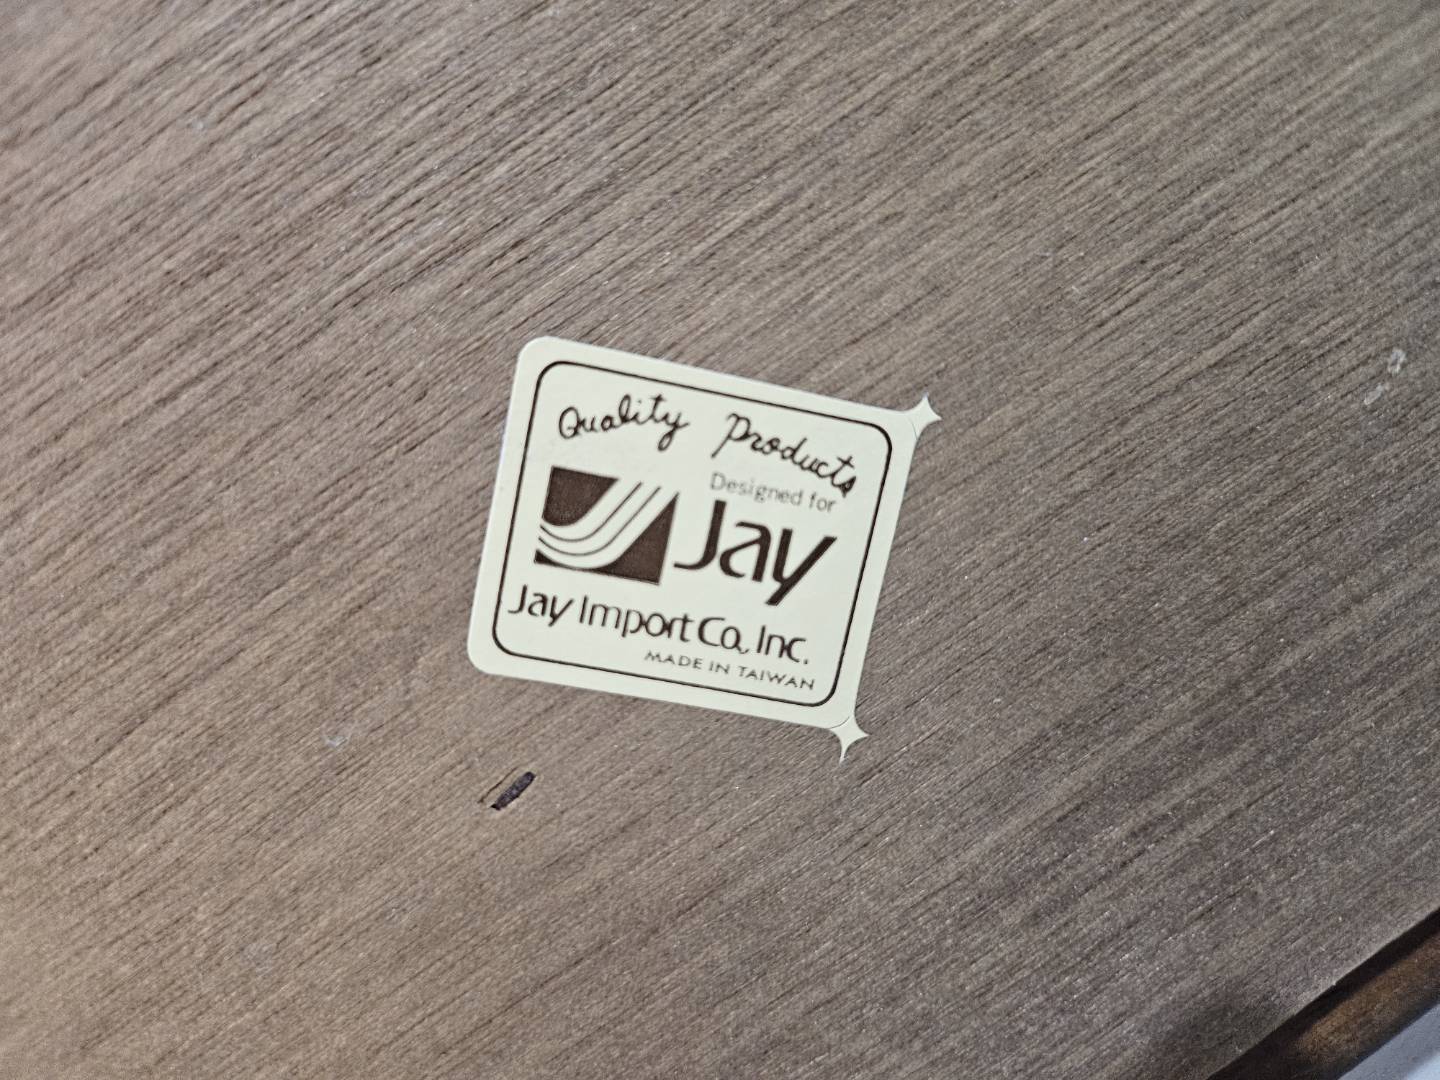 Quality Products
Designed for
Jay
Jay Import Co., Inc.
MADE IN TAIWAN